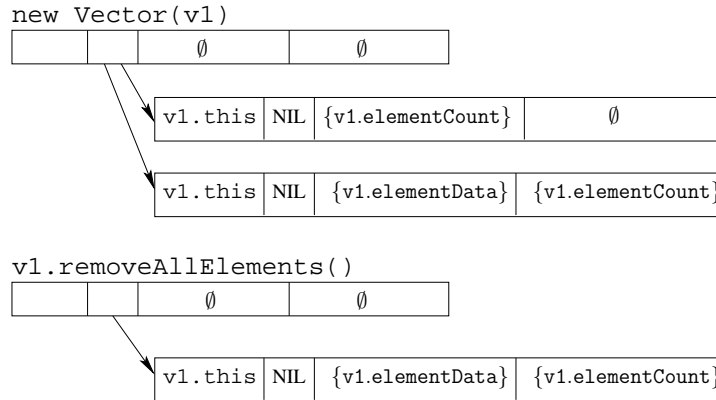 new Vector(v1)
∅ ∅
v1.this NIL {v1.elementCount} ∅
v1.this NIL {v1.elementData} {v1.elementCount}
v1.removeAllElements()
∅ ∅
v1.this NIL {v1.elementData} {v1.elementCount}